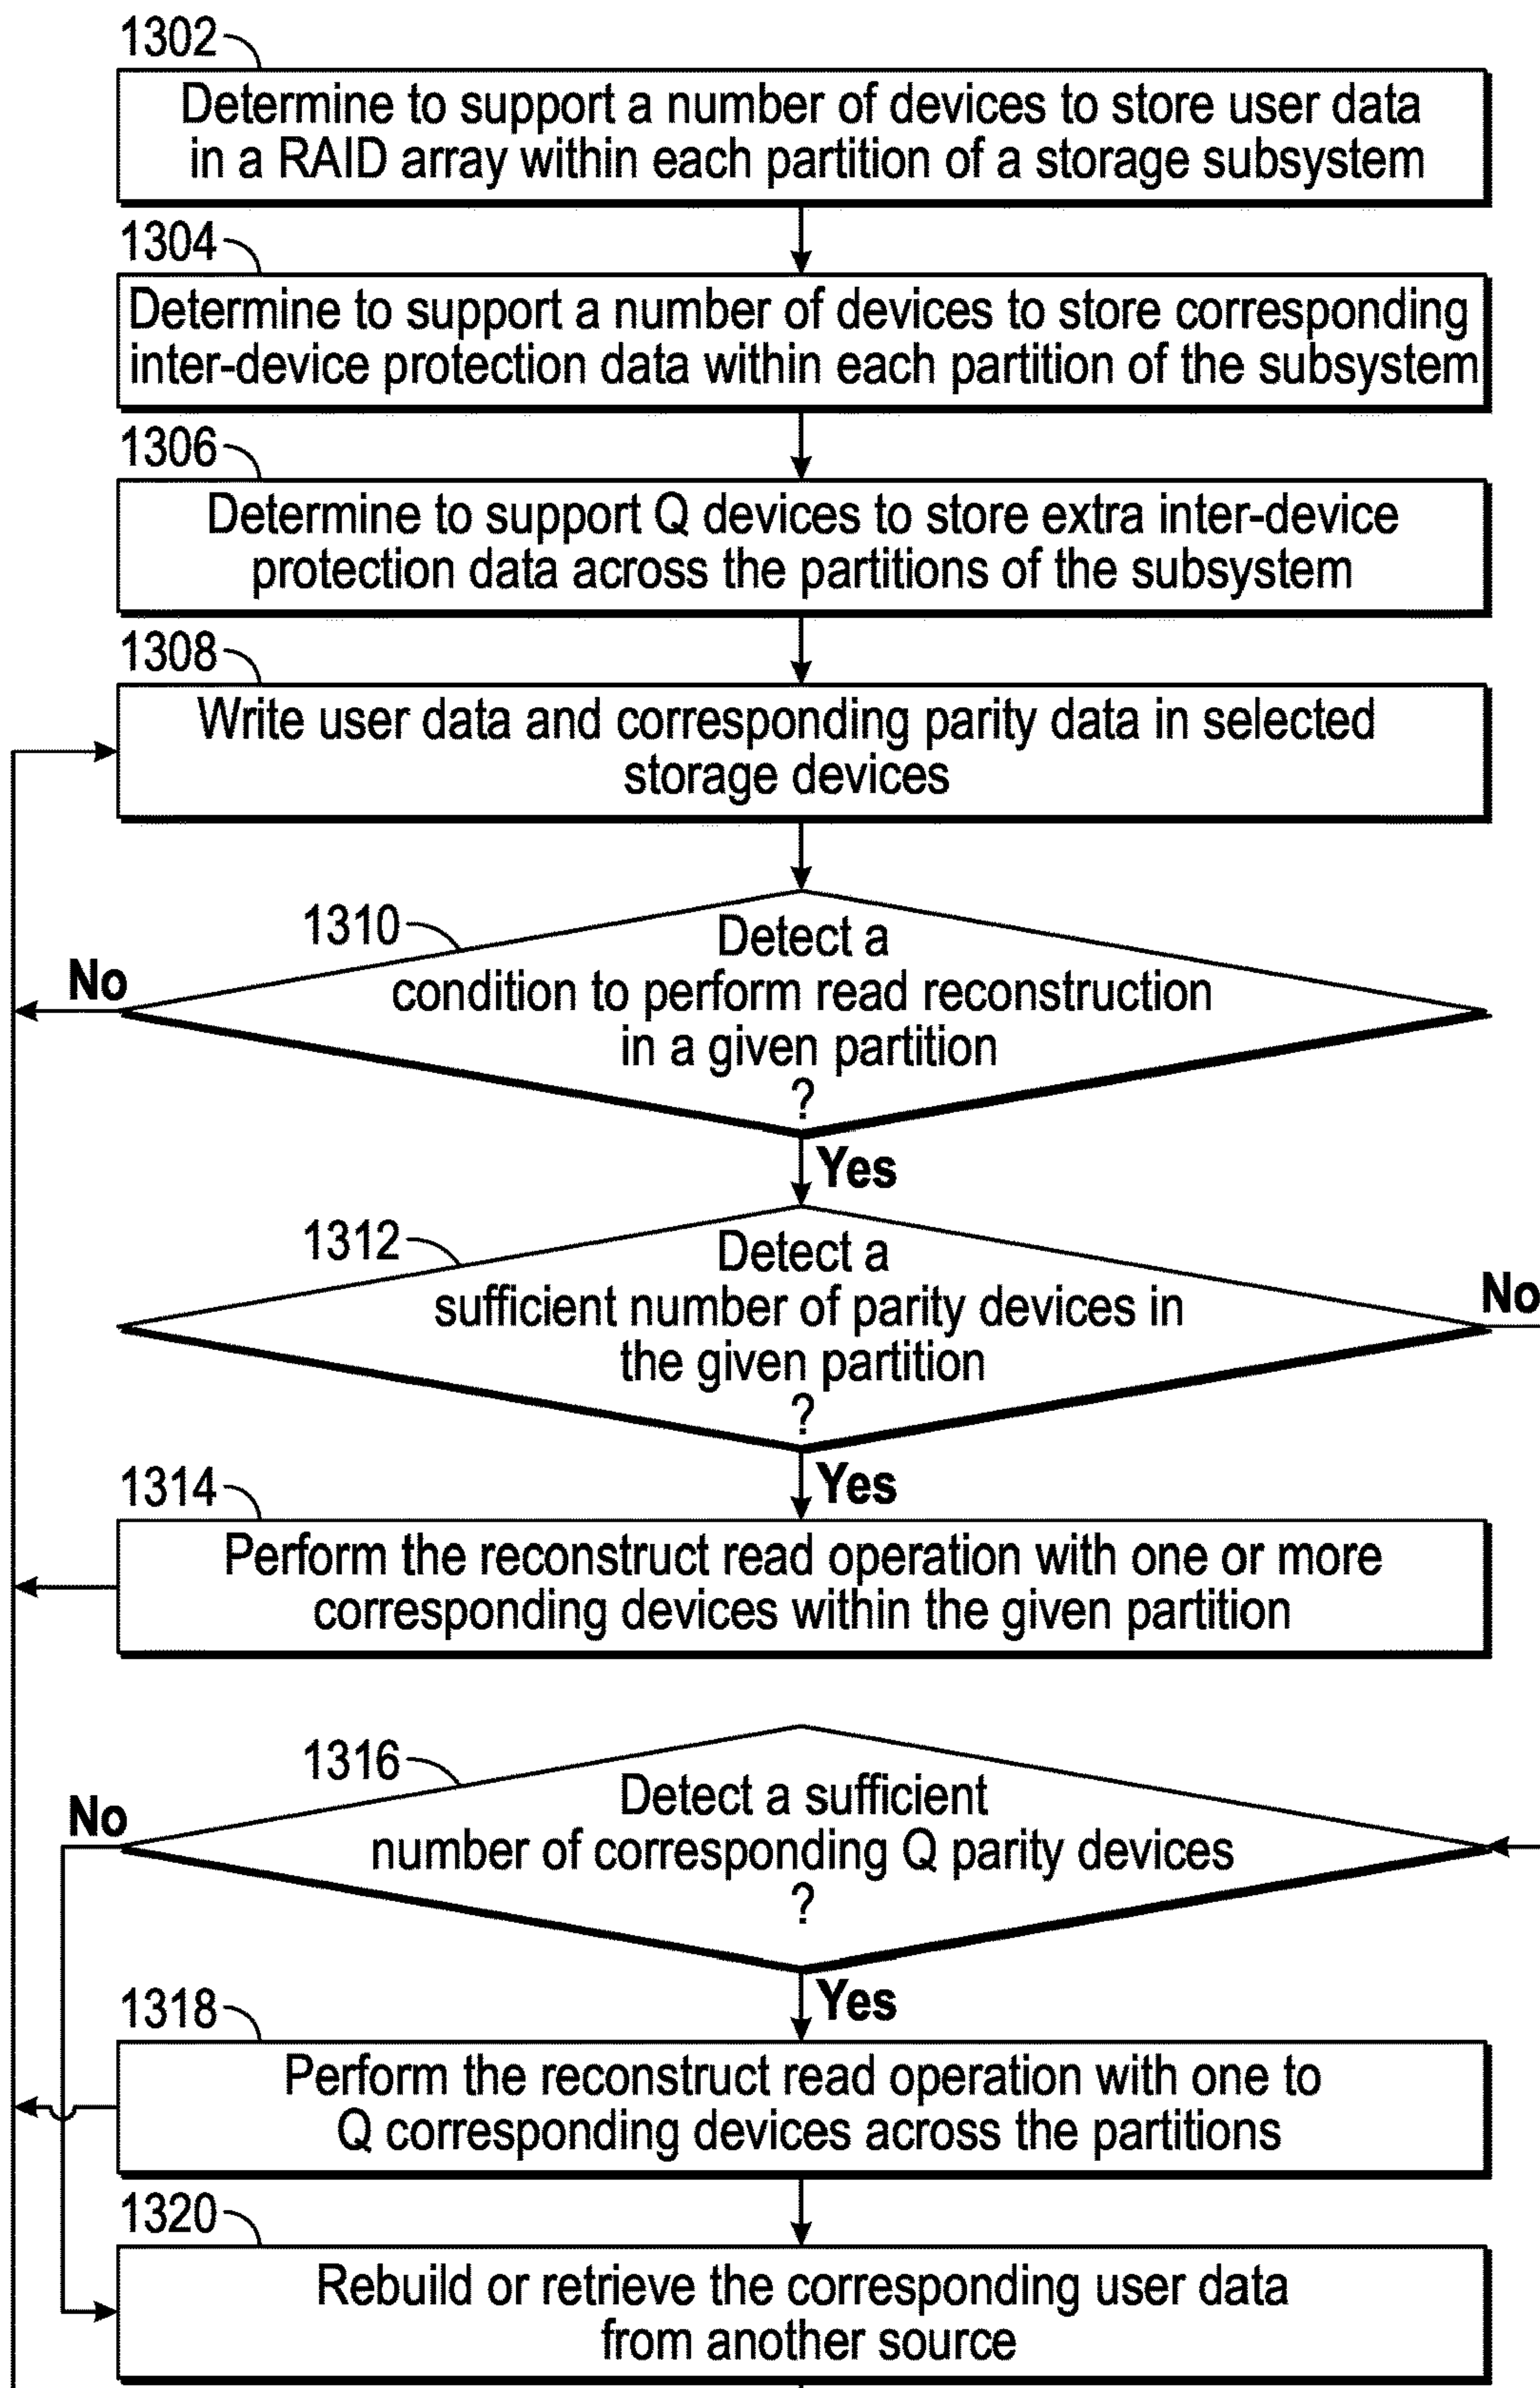 1302
Determine to support a number of devices to store user data
in a RAID array within each partition of a storage subsystem
1304
Determine to support a number of devices to store corresponding
inter-device protection data within each partition of the subsystem
1306
Determine to support Q devices to store extra inter-device
protection data across the partitions of the subsystem
1308
Write user data and corresponding parity data in selected
storage devices
1310
Detect a
No
condition to perform read reconstruction
in a given partition
?
Yes
1312
Detect a
No
sufficient number of parity devices in
the given partition
?
Yes
1314
Perform the reconstruct read operation with one or more
corresponding devices within the given partition
1316
Detect a sufficient
No
number of corresponding Q parity devices
?
Yes
1318
Perform the reconstruct read operation with one to
Q corresponding devices across the partitions
1320
Rebuild or retrieve the corresponding user data
from another source